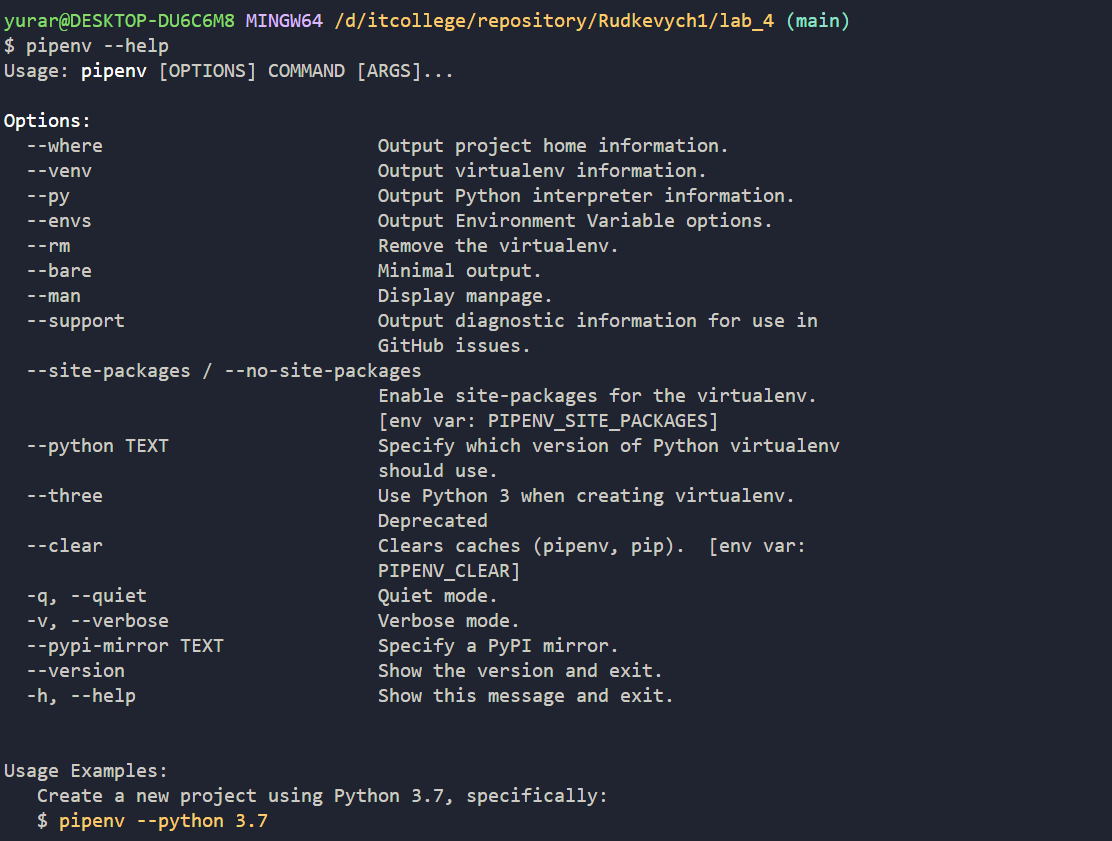 yurar@DESKTOP-DU6C6M8 MINGW64 /d/itcollege/repository/Rudkevych1/lab_4 (main)
$ pipenv --help
Usage: pipenv [OPTIONS] COMMAND [ARGS]...

Options:
  --where                         Output project home information.
  --venv                          Output virtualenv information.
  --py                            Output Python interpreter information.
  --envs                          Output Environment Variable options.
  --rm                            Remove the virtualenv.
  --bare                          Minimal output.
  --man                           Display manpage.
  --support                       Output diagnostic information for use in
                                  GitHub issues.
  --site-packages / --no-site-packages
                                  Enable site-packages for the virtualenv.
                                  [env var: PIPENV_SITE_PACKAGES]
  --python TEXT                   Specify which version of Python virtualenv
                                  should use.
  --three                         Use Python 3 when creating virtualenv.
                                  Deprecated
  --clear                         Clears caches (pipenv, pip).  [env var:
                                  PIPENV_CLEAR]
  -q, --quiet                     Quiet mode.
  -v, --verbose                   Verbose mode.
  --pypi-mirror TEXT              Specify a PyPI mirror.
  --version                       Show the version and exit.
  -h, --help                      Show this message and exit.

Usage Examples:
   Create a new project using Python 3.7, specifically:
   $ pipenv --python 3.7